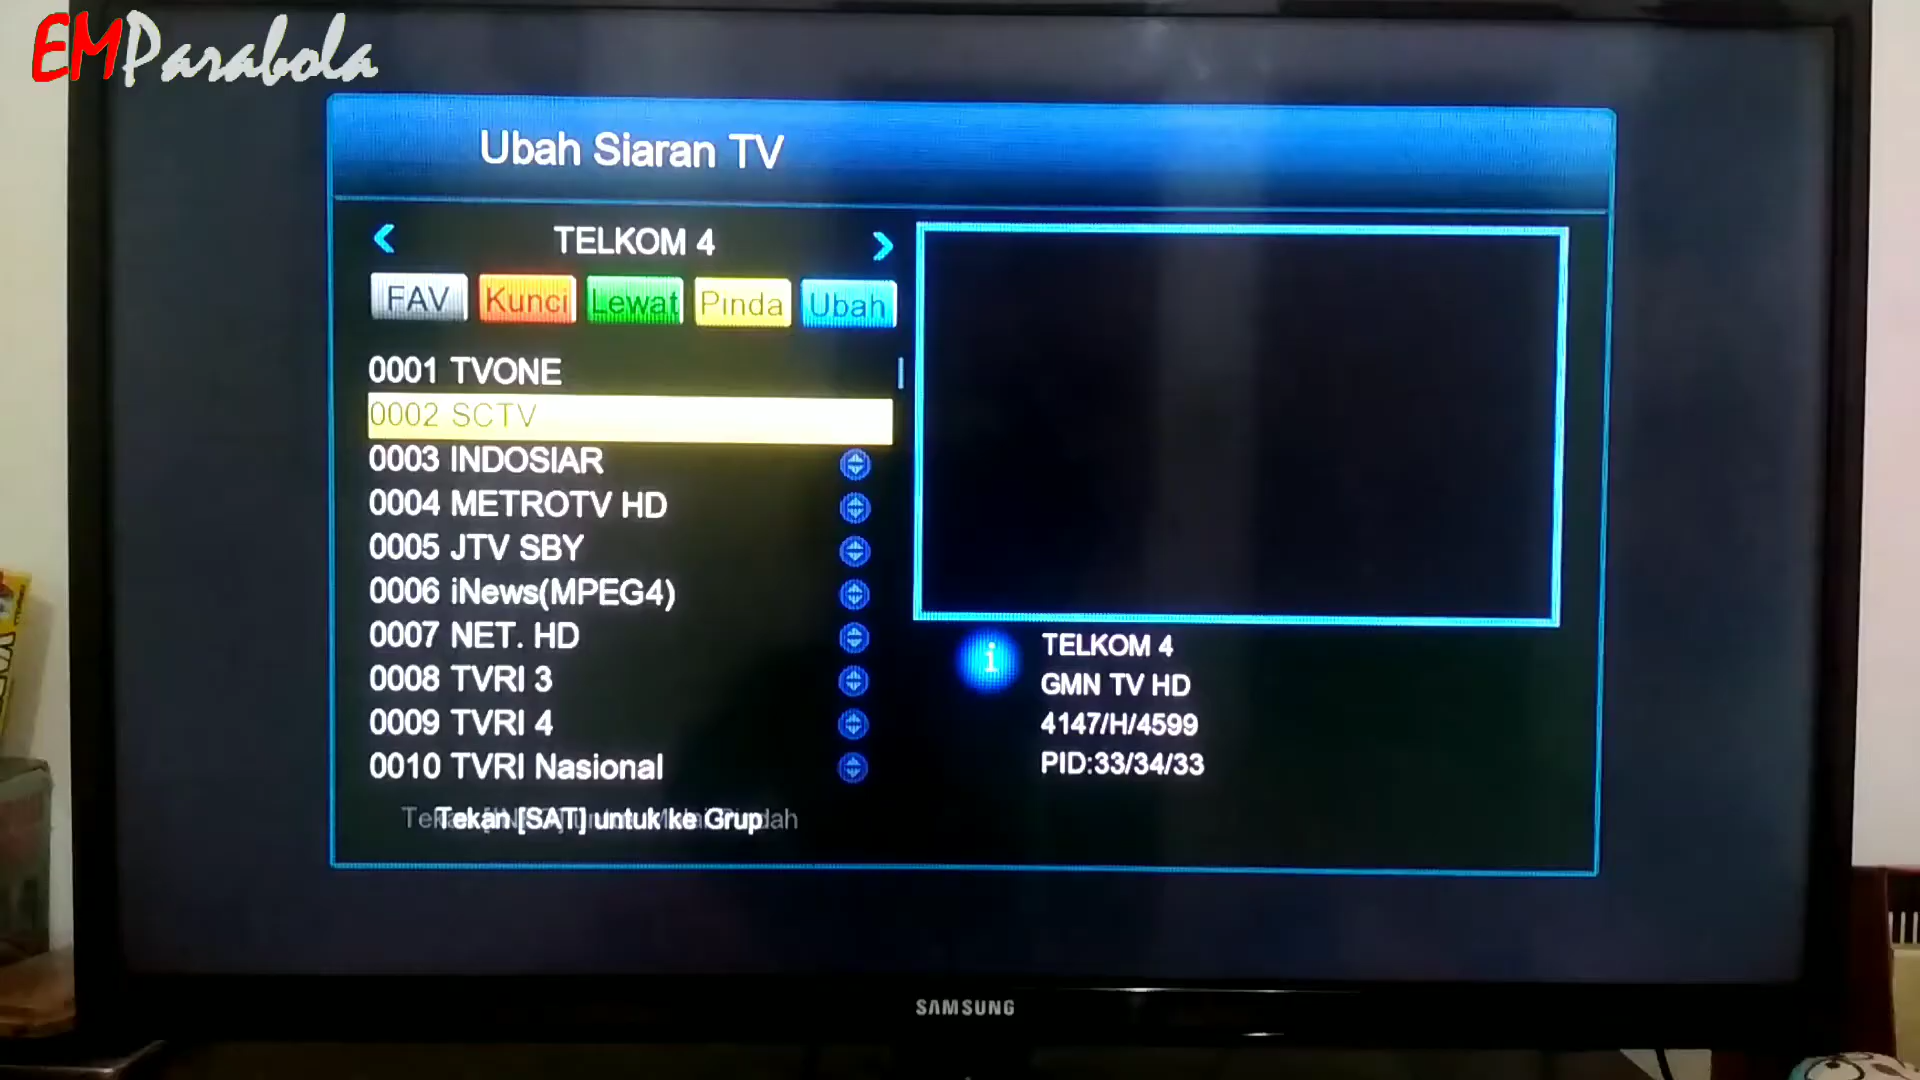 EMParabola
Ubah Siaran TV
TELKOM 4
FAV Kunci Lewat Pinda Ubah
0001 TVONE
0002 SCTV
0003 INDOSIAR
0004 METROTV HD
0005 JTV SBY
0006 iNews(MPEG4)
0007 NET. HD
0008 TVRI 3
0009 TVRI 4
0010 TVRI Nasional
Tekan [SAT] untuk ke Grup
i
TELKOM 4
GMN TV HD
4147/H/4599
PID:33/34/33
SAMSUNG